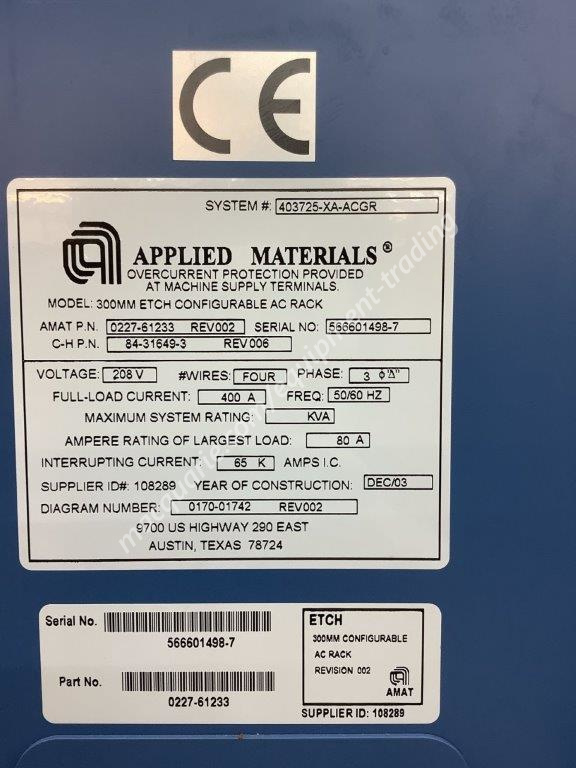 CE
SYSTEM #: 403725-XA-ACGR
APPLIED MATERIALS®
OVERCURRENT PROTECTION PROVIDED
AT MACHINE SUPPLY TERMINALS.
MODEL: 300MM ETCH CONFIGURABLE AC RACK
AMAT P.N. 0227-61233 REV002 SERIAL NO: 566601498-7
C-H P.N. 84-31649-3 REV006
VOLTAGE: 208 V #WIRES: FOUR PHASE: 3 ϕ"Δ"
FULL-LOAD CURRENT: 400 A FREQ: 50/60 HZ
MAXIMUM SYSTEM RATING: KVA
AMPERE RATING OF LARGEST LOAD: 80 A
INTERRUPTING CURRENT: 65 K AMPS I.C.
SUPPLIER ID#: 108289 YEAR OF CONSTRUCTION: DEC/03
DIAGRAM NUMBER: 0170-01742 REV002
9700 US HIGHWAY 290 EAST
AUSTIN, TEXAS 78724
macquarie.com/equipment-trading
Serial No.
566601498-7
Part No.
0227-61233
ETCH
300MM CONFIGURABLE
AC RACK
REVISION 002
AMAT
SUPPLIER ID: 108289